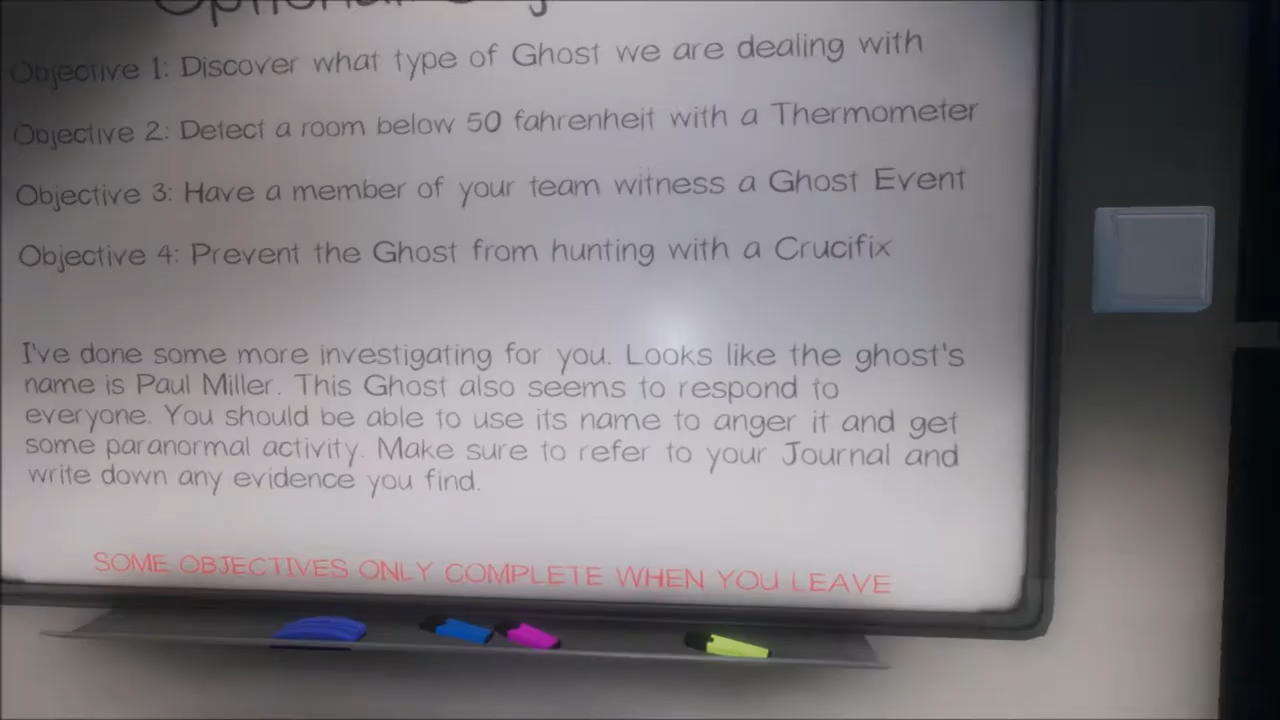 Objective 1: Discover what type of Ghost we are dealing with
Objective 2: Detect a room below 50 fahrenheit with a Thermometer
Objective 3: Have a member of your team witness a Ghost Event
Objective 4: Prevent the Ghost from hunting with a Crucifix
I've done some more investigating for you. Looks like the ghost's
name is Paul Miller. This Ghost also seems to respond to
everyone. You should be able to use its name to anger it and get
some paranormal activity. Make sure to refer to your Journal and
write down any evidence you find.
SOME OBJECTIVES ONLY COMPLETE WHEN YOU LEAVE